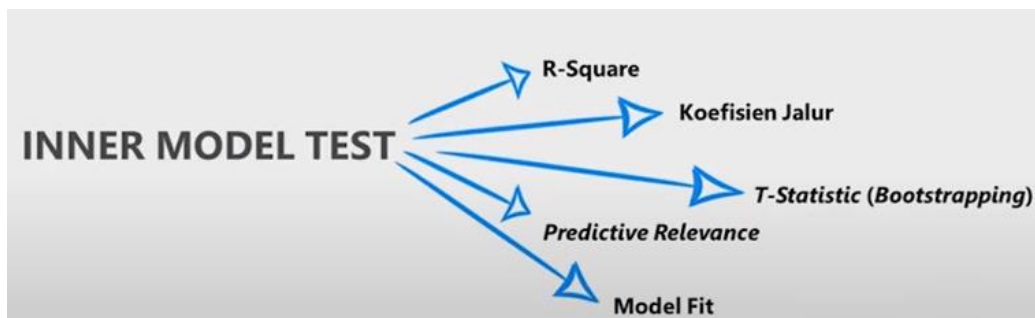 INNER MODEL TEST
R-Square
Koefisien Jalur
T-Statistic (Bootstrapping)
Predictive Relevance
Model Fit